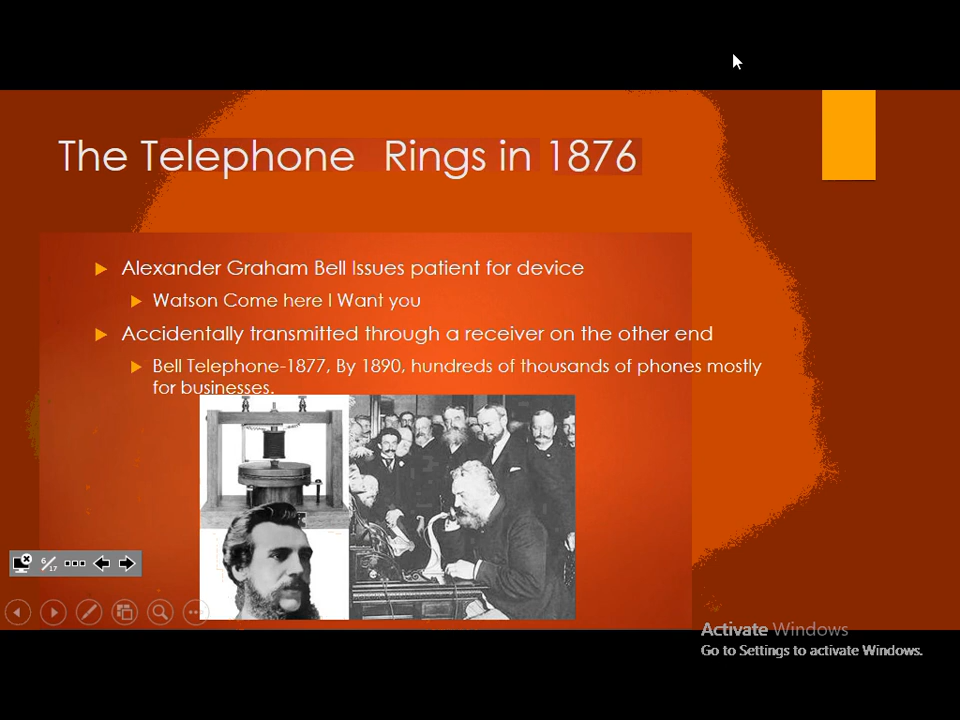 The Telephone Rings in 1876
Alexander Graham Bell Issues patient for device
Watson Come here I Want you
Accidentally transmitted through a receiver on the other end
Bell Telephone-1877, By 1890, hundreds of thousands of phones mostly
for businesses.
6/17
Activate Windows
Go to Settings to activate Windows.